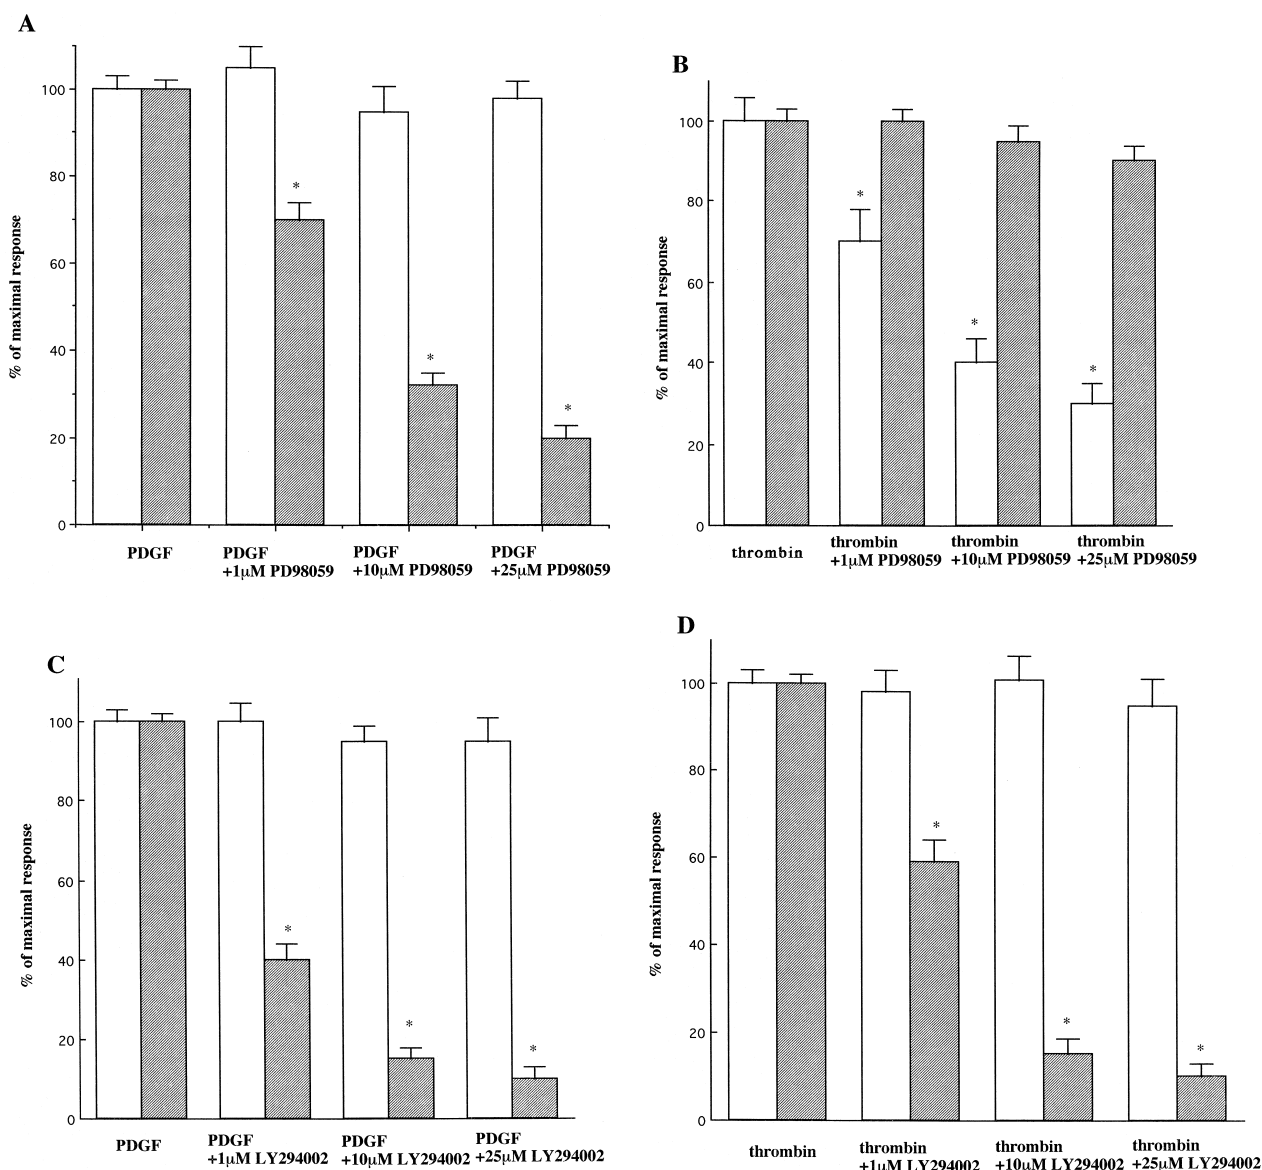 A
% of maximal response
100
80
60
40
20
0
*
*
*
PDGF
PDGF
+1μM PD98059
PDGF
+10μM PD98059
PDGF
+25μM PD98059
B
% of maximal response
100
80
60
40
20
0
*
*
*
thrombin
thrombin
+1μM PD98059
thrombin
+10μM PD98059
thrombin
+25μM PD98059
C
% of maximal response
100
80
60
40
20
0
*
*
*
PDGF
PDGF
+1μM LY294002
PDGF
+10μM LY294002
PDGF
+25μM LY294002
D
% of maximal response
100
80
60
40
20
0
*
*
*
thrombin
thrombin
+1μM LY294002
thrombin
+10μM LY294002
thrombin
+25μM LY294002